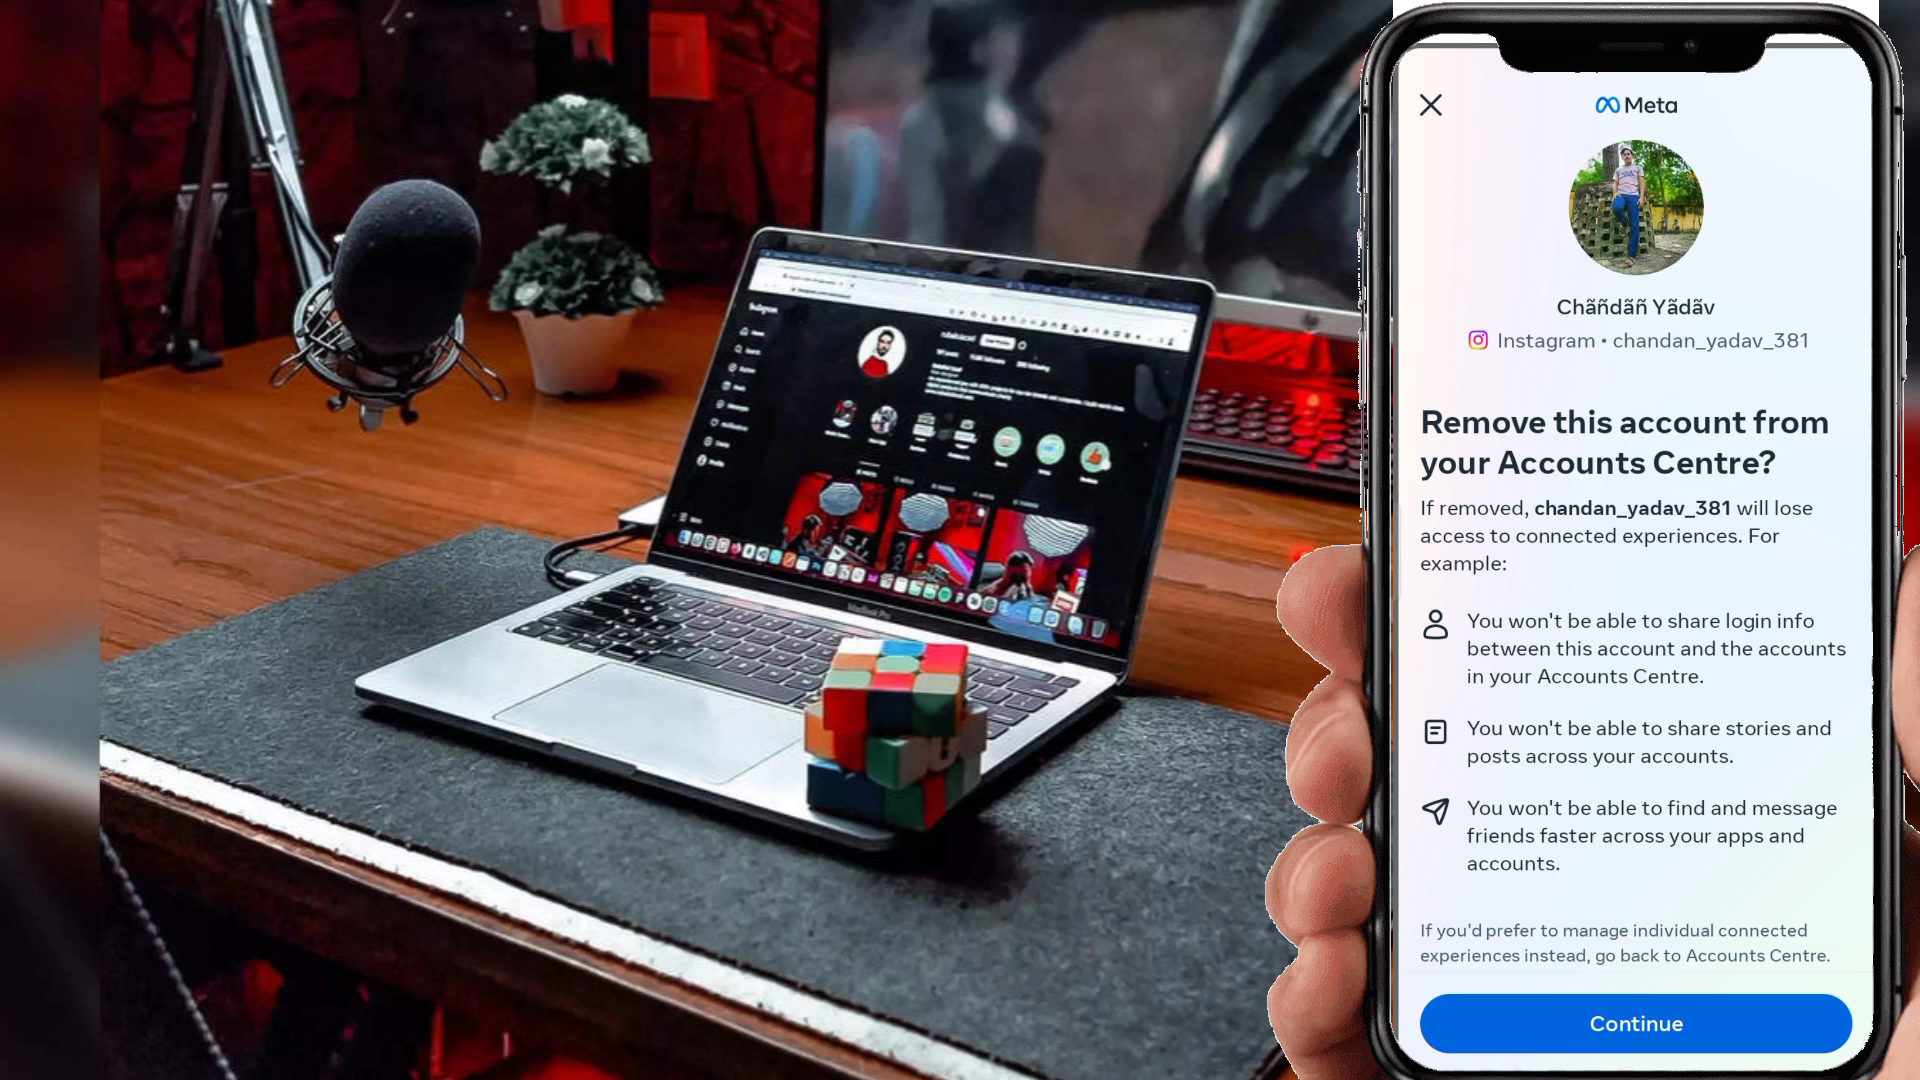 Meta
Chãñdãñ Yãdãv
Instagram • chandan_yadav_381
Remove this account from
your Accounts Centre?
If removed, chandan_yadav_381 will lose
access to connected experiences. For
example:
You won't be able to share login info
between this account and the accounts
in your Accounts Centre.
You won't be able to share stories and
posts across your accounts.
You won't be able to find and message
friends faster across your apps and
accounts.
If you'd prefer to manage individual connected
experiences instead, go back to Accounts Centre.
Continue
Instagram
MacBook Pro